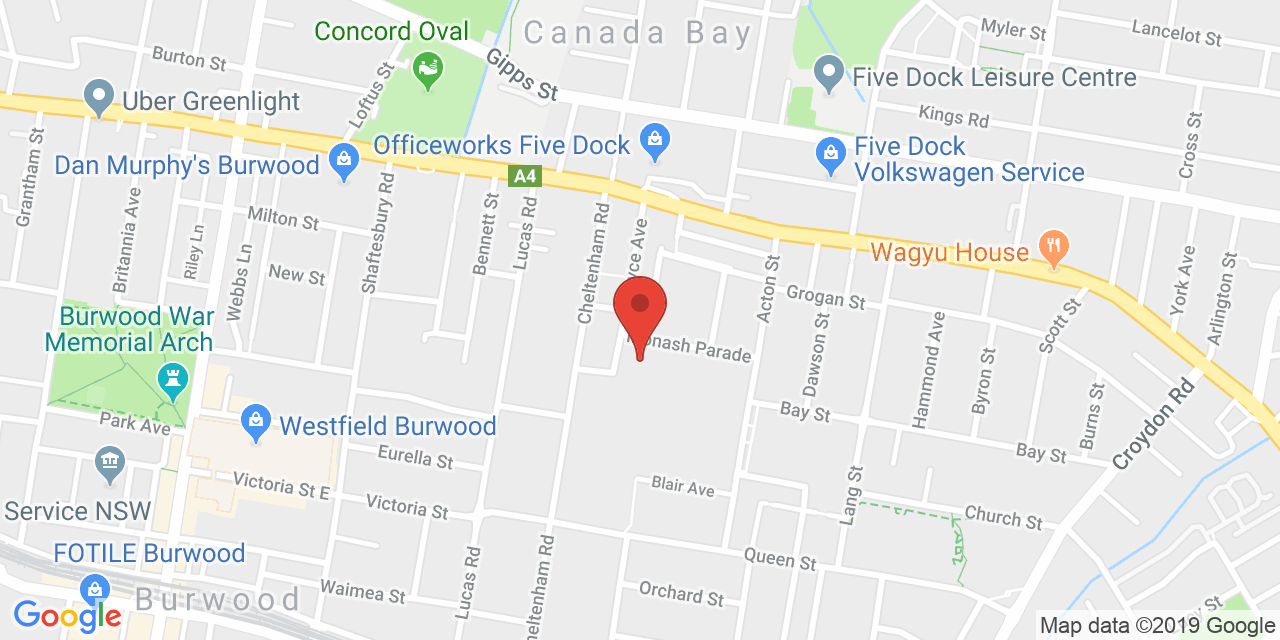 Concord Oval
Canada Bay
Myler St
Lancelot St
Burton St
Gipps St
Five Dock Leisure Centre
Uber Greenlight
Loftus St
Kings Rd
Cross St
Officeworks Five Dock
Five Dock
Volkswagen Service
Dan Murphy's Burwood
A4
Grantham St
Britannia Ave
Riley Ln
Webbs Ln
Milton St
Shaftesbury Rd
Bennett St
Lucas Rd
Cheltenham Rd
yce Ave
Wagyu House
New St
Acton St
Grogan St
York Ave
Arlington St
Burwood War
Memorial Arch
Monash Parade
Dawson St
Hammond Ave
Byron St
Scott St
Park Ave
Westfield Burwood
Bay St
Burns St
Croydon Rd
Eurella St
Bay St
Service NSW
Victoria St E
Victoria St
Blair Ave
Lang St
Church St
FOTILE Burwood
Queen St
Waimea St
Lucas Rd
Cheltenham Rd
Orchard St
Burwood
Google
St
Map data ©2019 Google